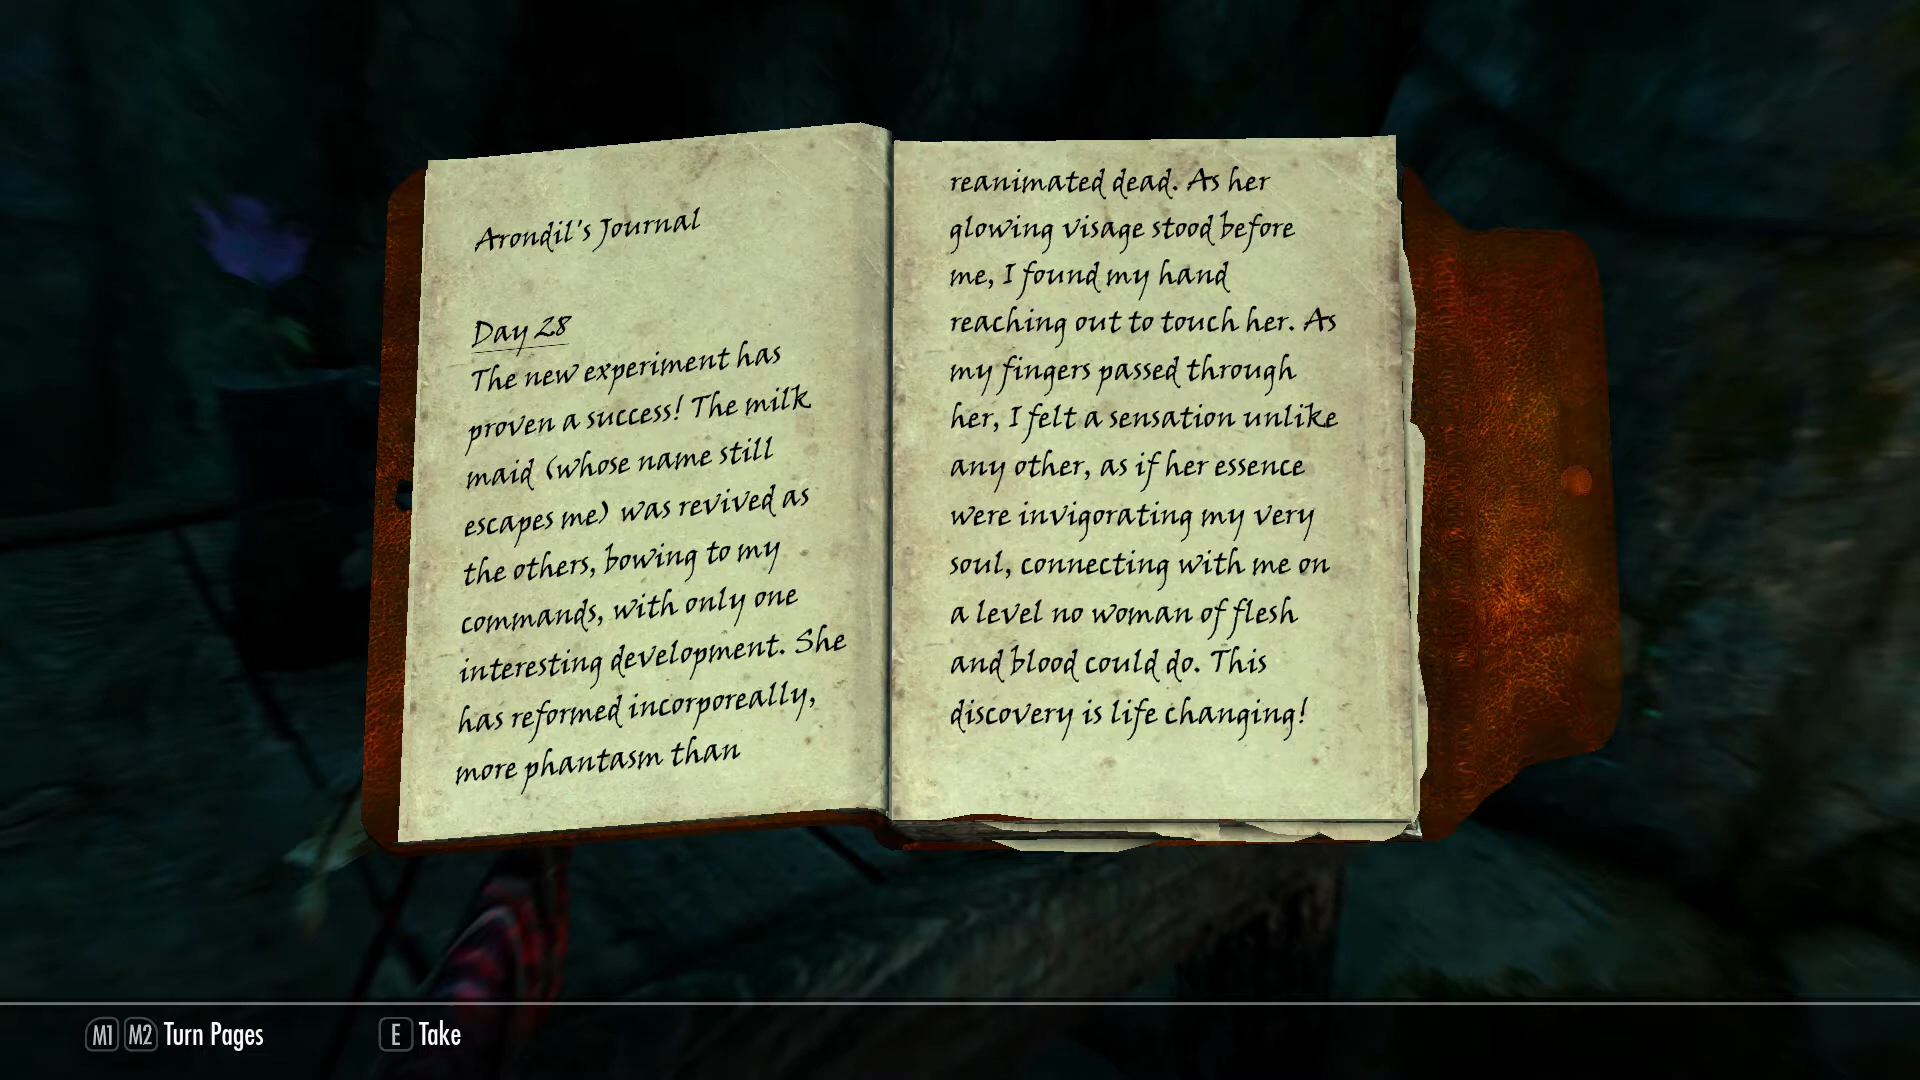 Arondil's Journal
Day 28
The new experiment has
proven a success! The milk
maid (whose name still
escapes me) was revived as
the others, bowing to my
commands, with only one
interesting development. She
has reformed incorporeally,
more phantasm than
reanimated dead. As her
glowing visage stood before
me, I found my hand
reaching out to touch her. As
my fingers passed through
her, I felt a sensation unlike
any other, as if her essence
were invigorating my very
soul, connecting with me on
a level no woman of flesh
and blood could do. This
discovery is life changing!
M1 M2 Turn Pages E Take